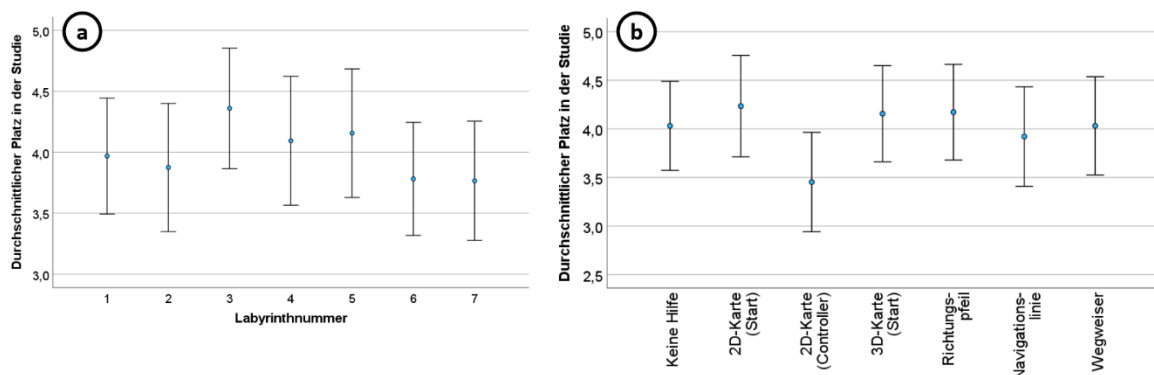 a
Durchschnittlicher Platz in der Studie
5,0
4,5
4,0
3,5
3,0
1 2 3 4 5 6 7
Labyrinthnummer
b
Durchschnittlicher Platz in der Studie
5,0
4,5
4,0
3,5
3,0
2,5
Keine Hilfe
2D-Karte
(Start)
2D-Karte
(Controller)
3D-Karte
(Start)
Richtungs-
pfeil
Navigations-
linie
Wegweiser